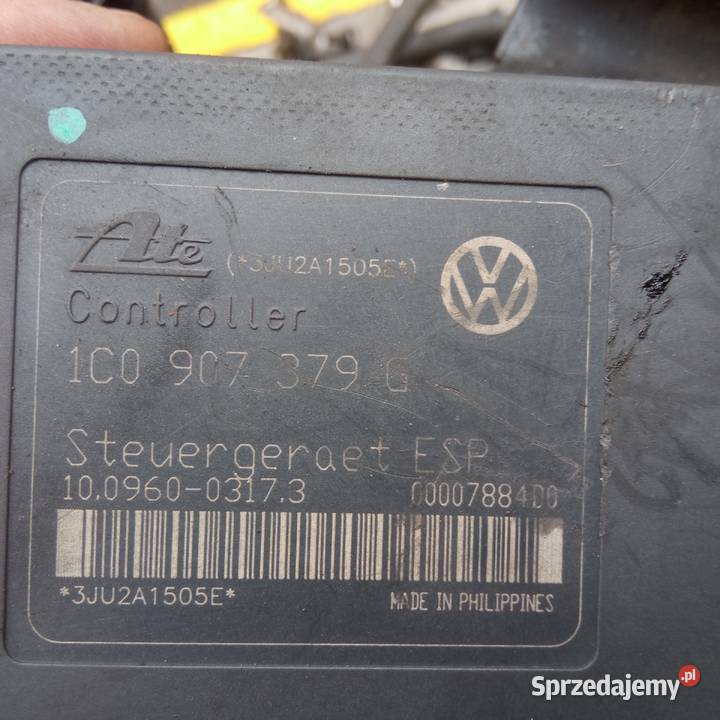 Ate (*3JU2A1505E*)
Controller
1C0 907 379 G
Steuergeraet ESP
10.0960-0317.3 00007884D0
*3JU2A1505E* MADE IN PHILIPPINES
Sprzedajemy.pl